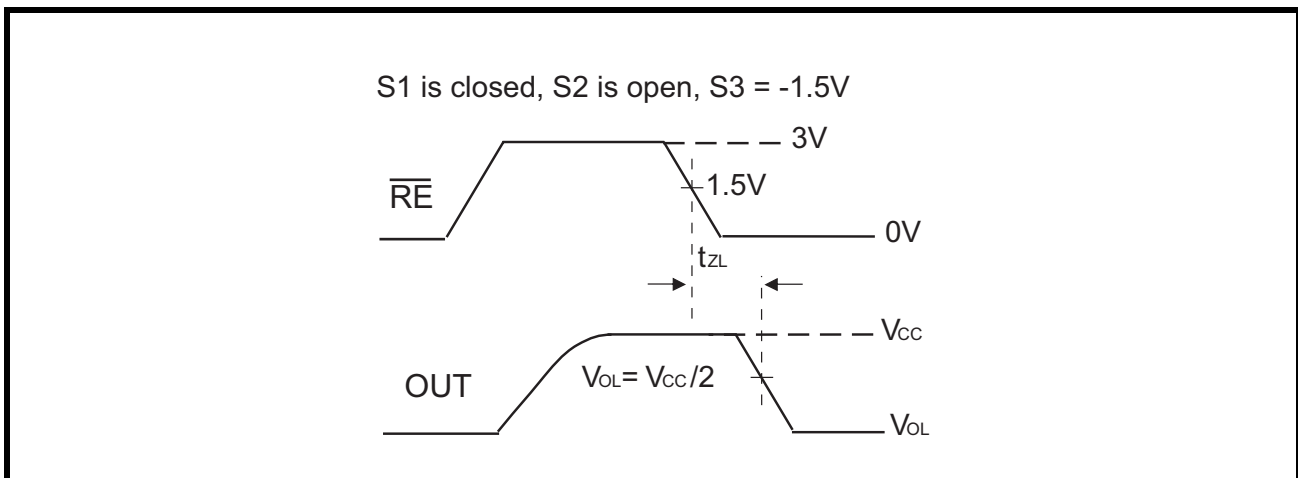 S1 is closed, S2 is open, S3 = -1.5V
3V
RE
1.5V
0V
tZL
VCC
OUT
VOL= VCC/2
VOL